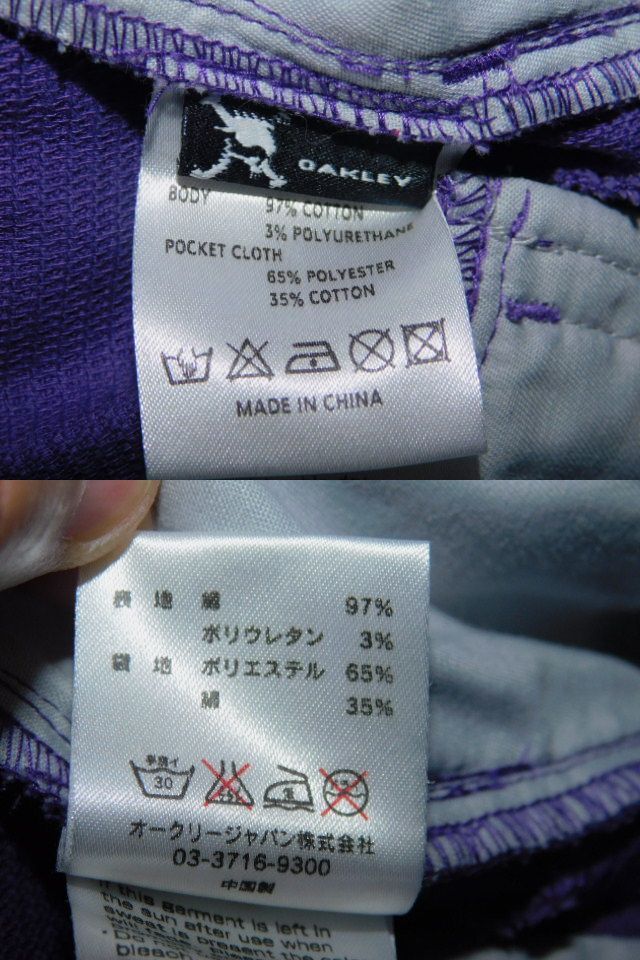 OAKLEY
BODY 97% COTTON
3% POLYURETHANE
POCKET CLOTH
65% POLYESTER
35% COTTON
MADE IN CHINA
表地 綿 97%
ポリウレタン 3%
袋地 ポリエステル 65%
綿 35%
手洗イ
30
オークリージャパン株式会社
03-3716-9300
中国製
If this garment is left in
the sun after use when
sweat is present the color